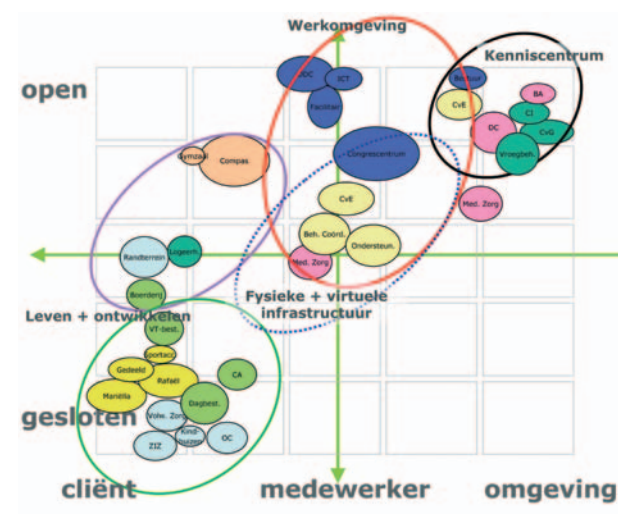 Werkomgeving
Kenniscentrum
open
ICT
Bestuur
CvE
BA
Facilitair
CI
DC
CvG
Congrescentrum
Vroegbeh.
Gymzaal
Compas.
CvE
Med. Zorg
Beh. Coörd.
Ondersteun.
Randterrein
Logeerh.
Med. Zorg
Boerderij
Fysieke + virtuele
infrastructuur
Leven + ontwikkelen
VT-best.
Sportacc.
Gedeeld
Rafaël
CA
Mariëlla
Dagbest.
gesloten
Volw. Zorg
Kind-
huizen
OC
ZIZ
cliënt
medewerker
omgeving